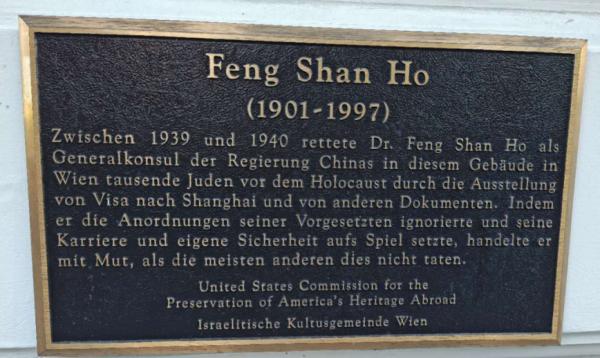 Feng Shan Ho
(1901-1997)
Zwischen 1939 und 1940 rettete Dr. Feng Shan Ho als
Generalkonsul der Regierung Chinas in diesem Gebäude in
Wien tausende Juden vor dem Holocaust durch die Ausstellung
von Visa nach Shanghai und von anderen Dokumenten. Indem
er die Anordnungen seiner Vorgesetzten ignorierte und seine
Karriere und eigene Sicherheit aufs Spiel setzte, handelte er
mit Mut, als die meisten anderen dies nicht taten.
United States Commission for the
Preservation of America's Heritage Abroad
Israelitische Kultusgemeinde Wien